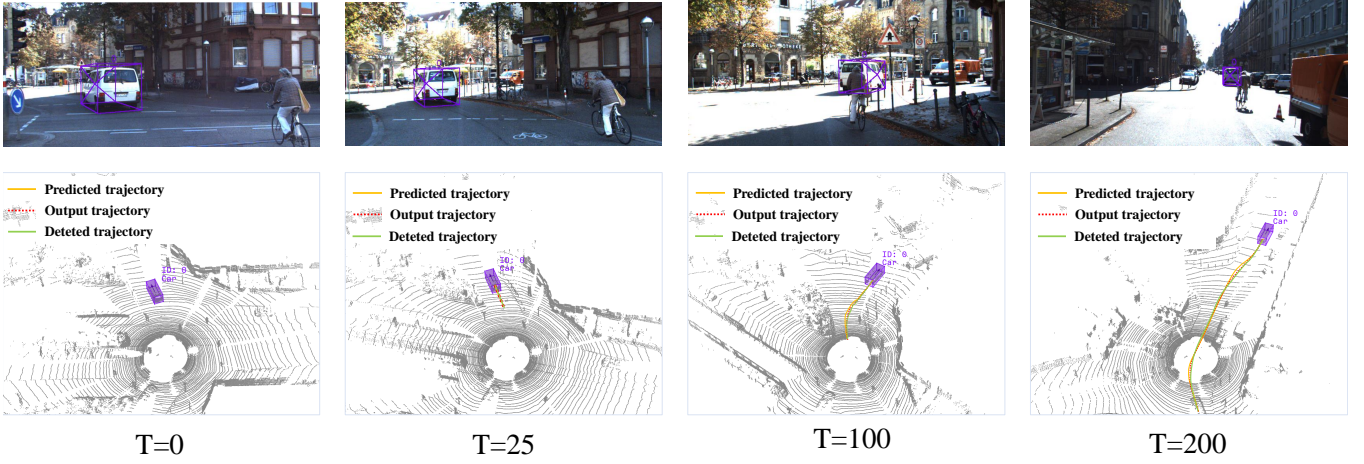 Predicted trajectory
Output trajectory
Deteted trajectory
ID: 0
Car
T=0
Predicted trajectory
Output trajectory
Deteted trajectory
ID: 0
Car
T=25
Predicted trajectory
Output trajectory
Deteted trajectory
ID: 0
Car
T=100
Predicted trajectory
Output trajectory
Deteted trajectory
ID: 0
Car
T=200